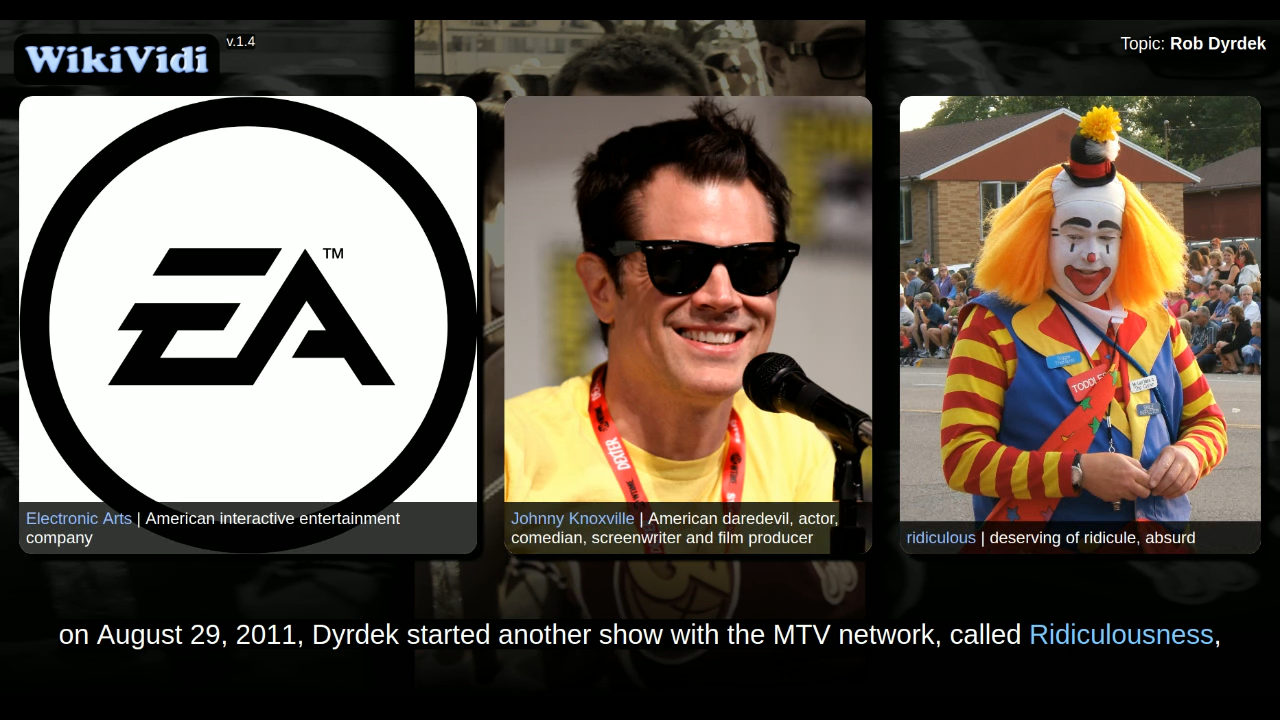 WikiVidi
v.1.4
Topic: Rob Dyrdek
EA
TM
Electronic Arts | American interactive entertainment
company
DEXTER
Johnny Knoxville | American daredevil, actor,
comedian, screenwriter and film producer
ridiculous | deserving of ridicule, absurd
on August 29, 2011, Dyrdek started another show with the MTV network, called Ridiculousness,